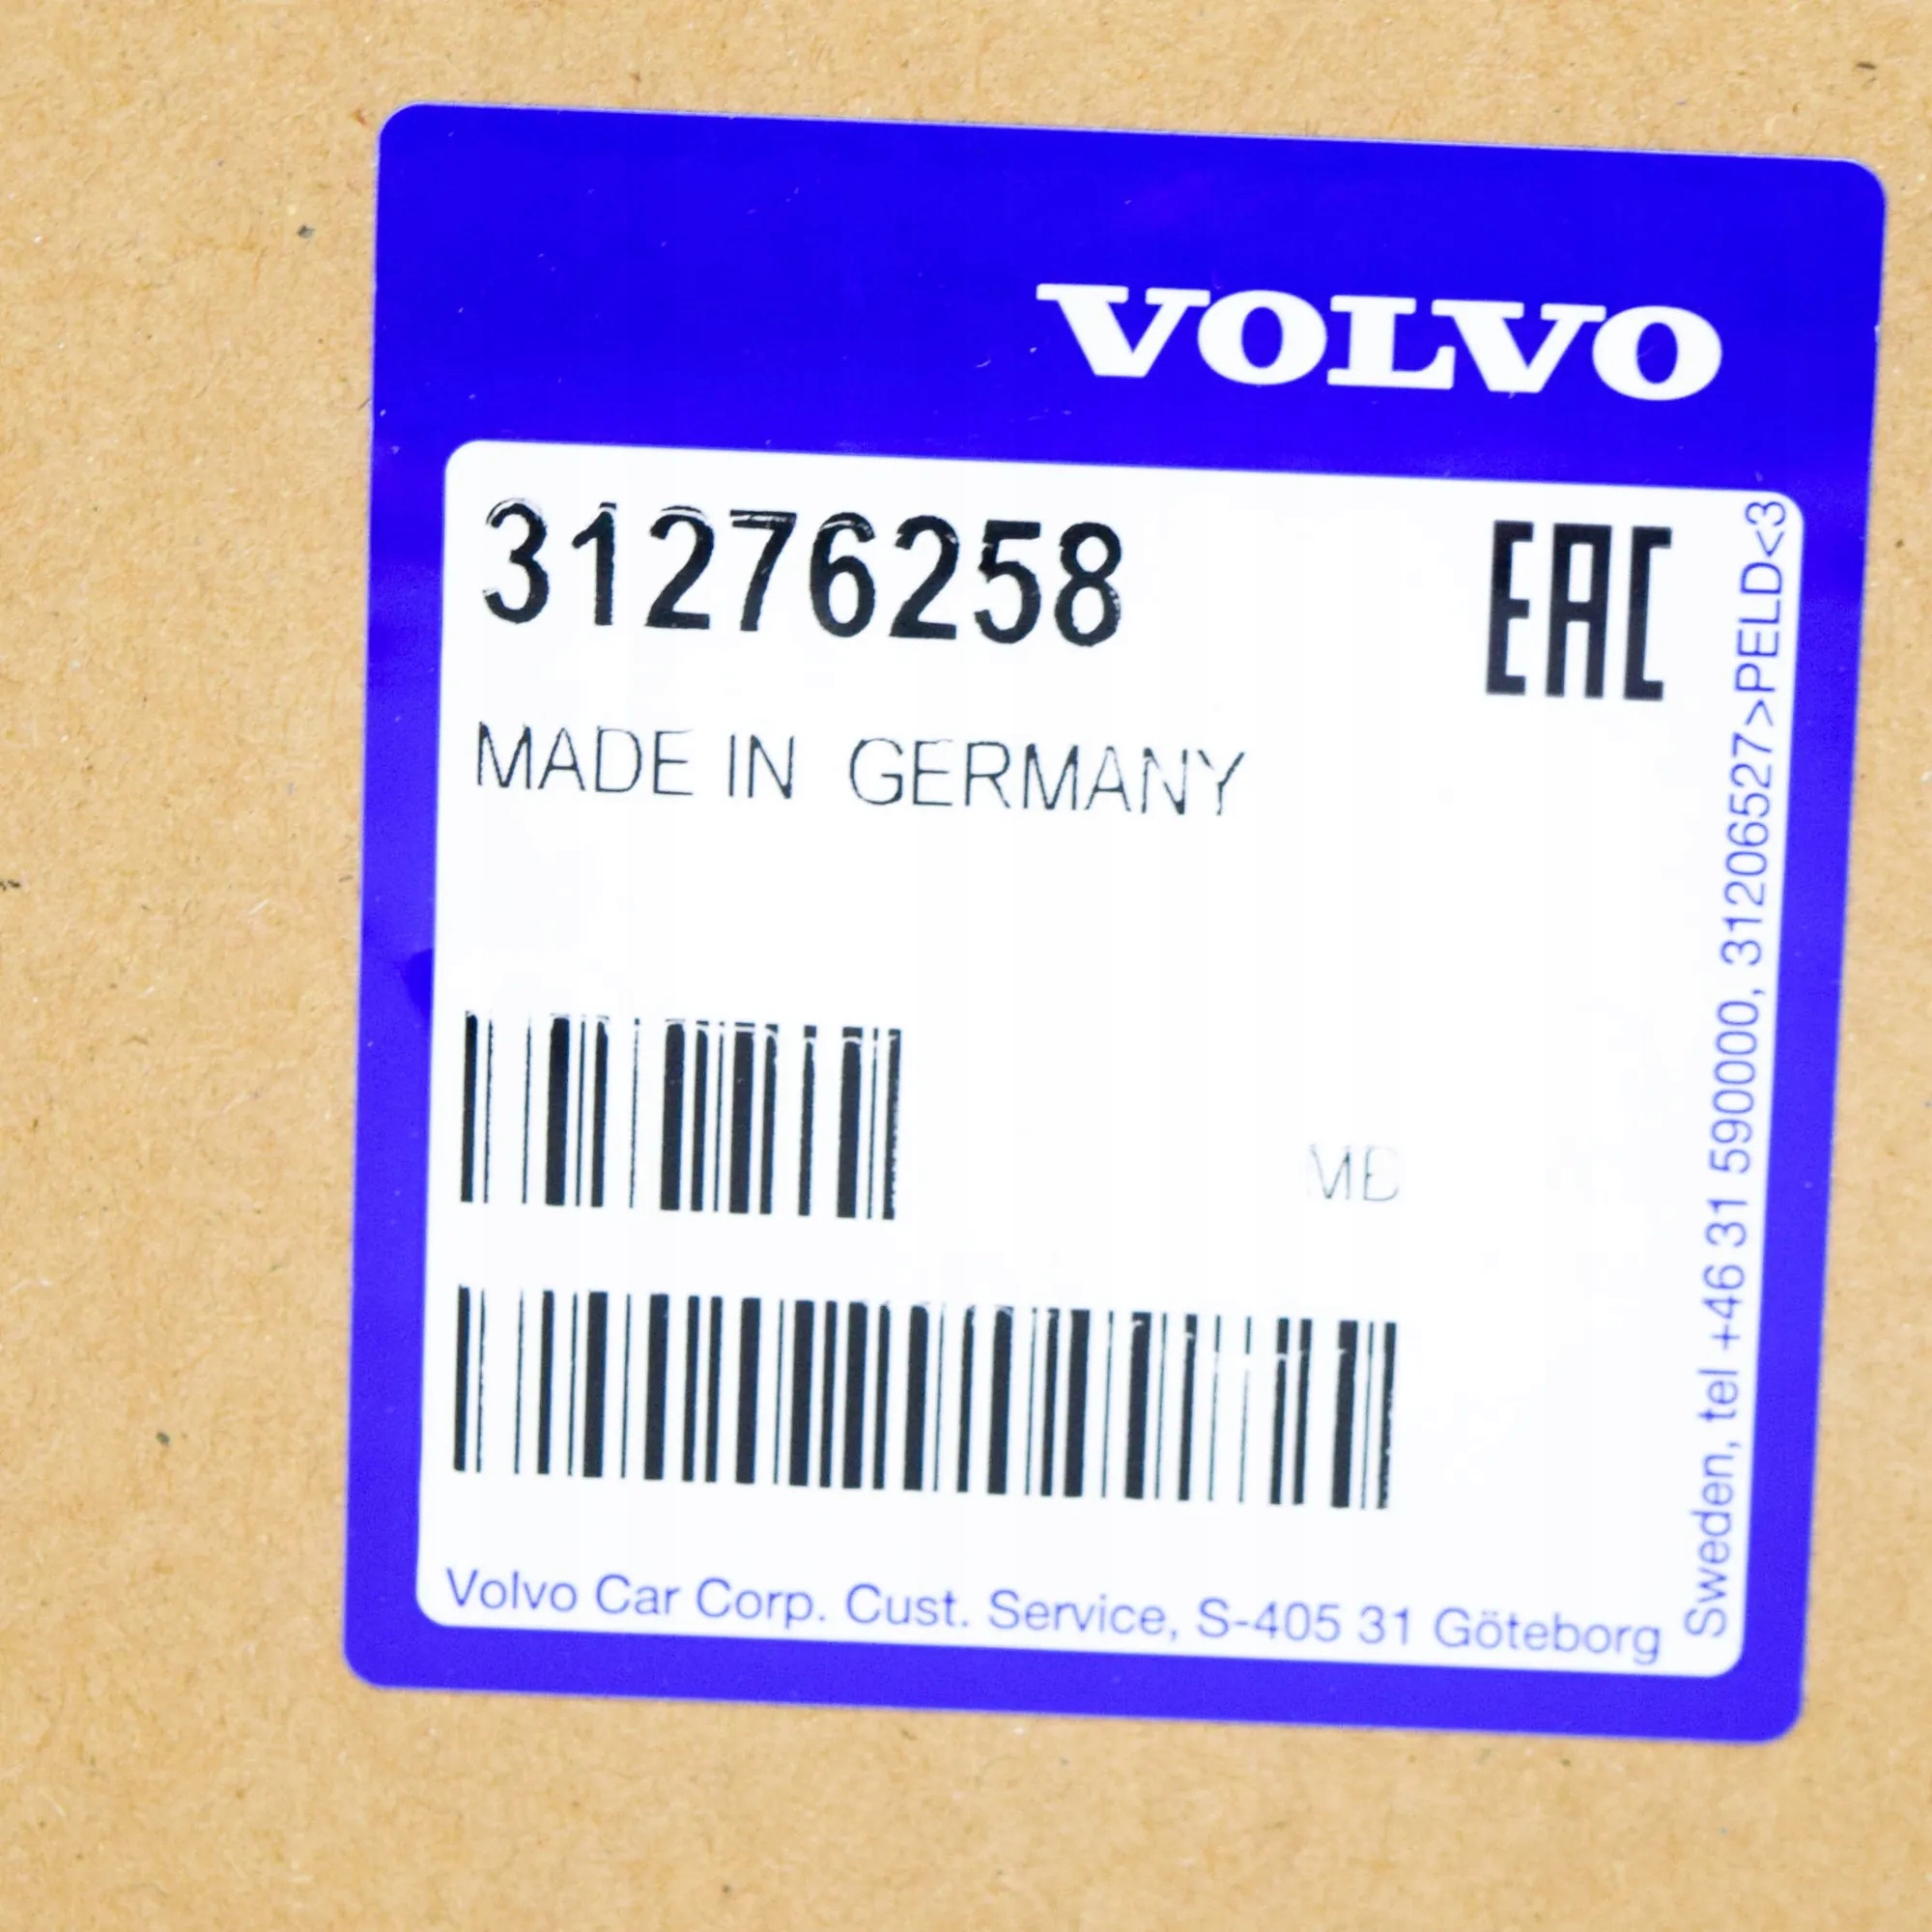 VOLVO
31276258
EAC
MADE IN GERMANY
Volvo Car Corp. Cust. Service, S-405 31 Göteborg
Sweden, tel +46 31 590000, 31206527>PELD<3